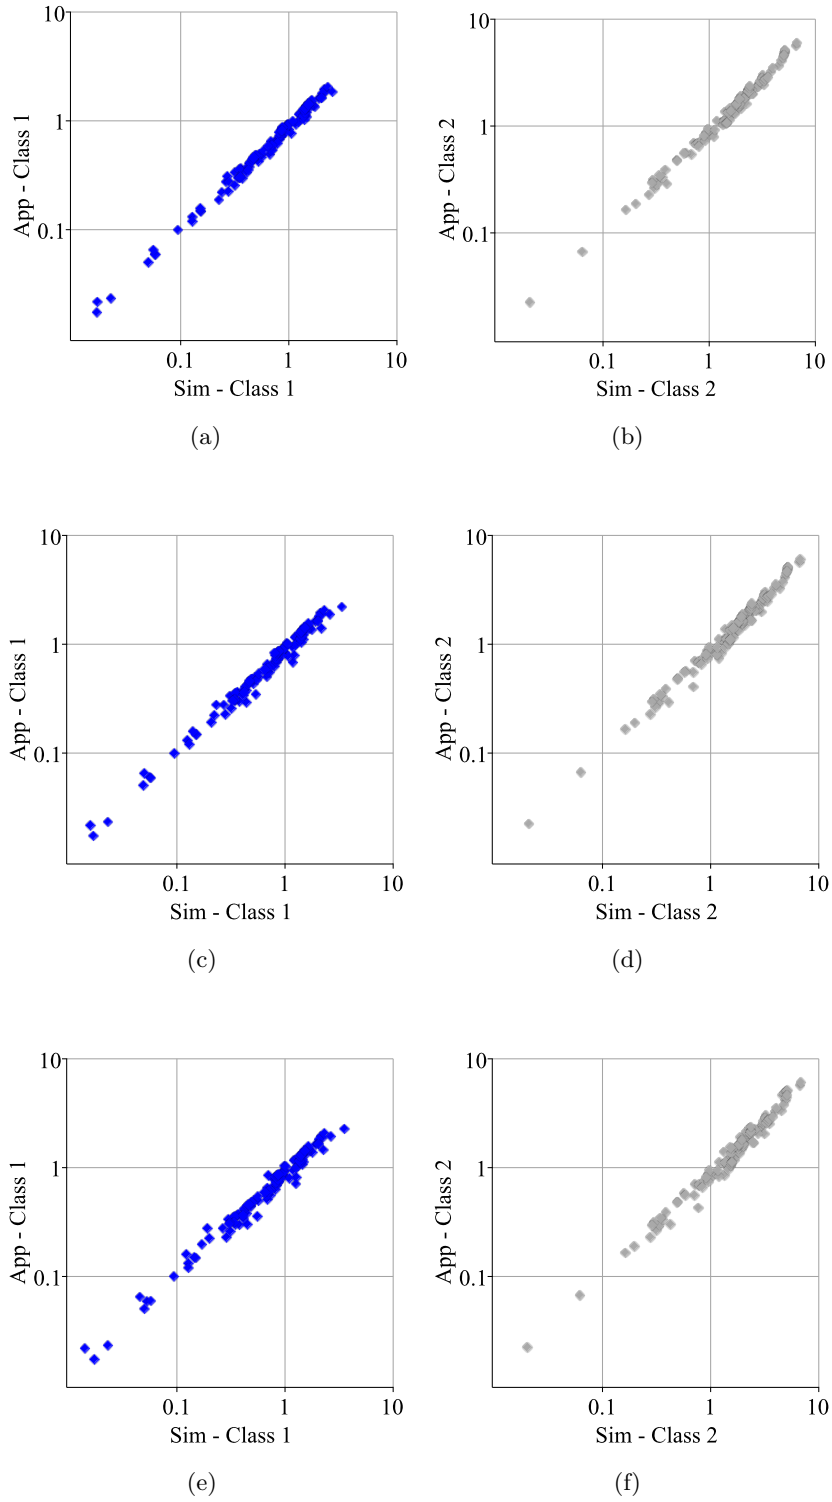 10
1
0.1
App - Class 1
0.1 1 10
Sim - Class 1
(a)
10
1
0.1
App - Class 2
0.1 1 10
Sim - Class 2
(b)
10
1
0.1
App - Class 1
0.1 1 10
Sim - Class 1
(c)
10
1
0.1
App - Class 2
0.1 1 10
Sim - Class 2
(d)
10
1
0.1
App - Class 1
0.1 1 10
Sim - Class 1
(e)
10
1
0.1
App - Class 2
0.1 1 10
Sim - Class 2
(f)